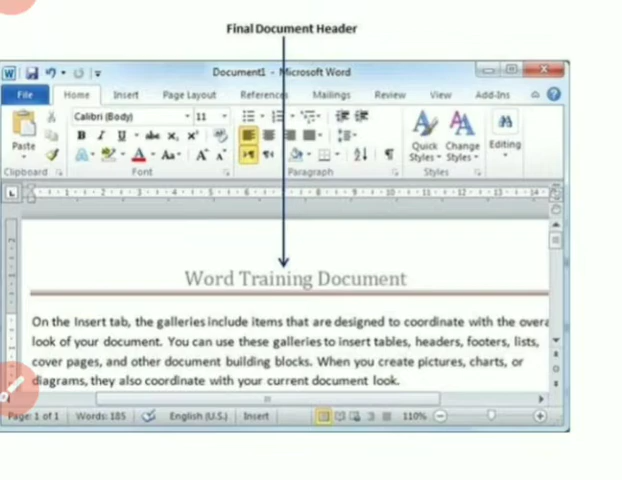 Final Document Header
Document1 - Microsoft Word
File Home Insert Page Layout References Mailings Review View Add-Ins
Calibri (Body) 11
Paste
B I U abc x, x²
A Aa A A
Quick Styles
Change Styles
Editing
Clipboard Font Paragraph Styles
Word Training Document
On the Insert tab, the galleries include items that are designed to coordinate with the overa
look of your document. You can use these galleries to insert tables, headers, footers, lists,
cover pages, and other document building blocks. When you create pictures, charts, or
diagrams, they also coordinate with your current document look.
Page: 1 of 1 Words: 185 English (U.S.) Insert 110%